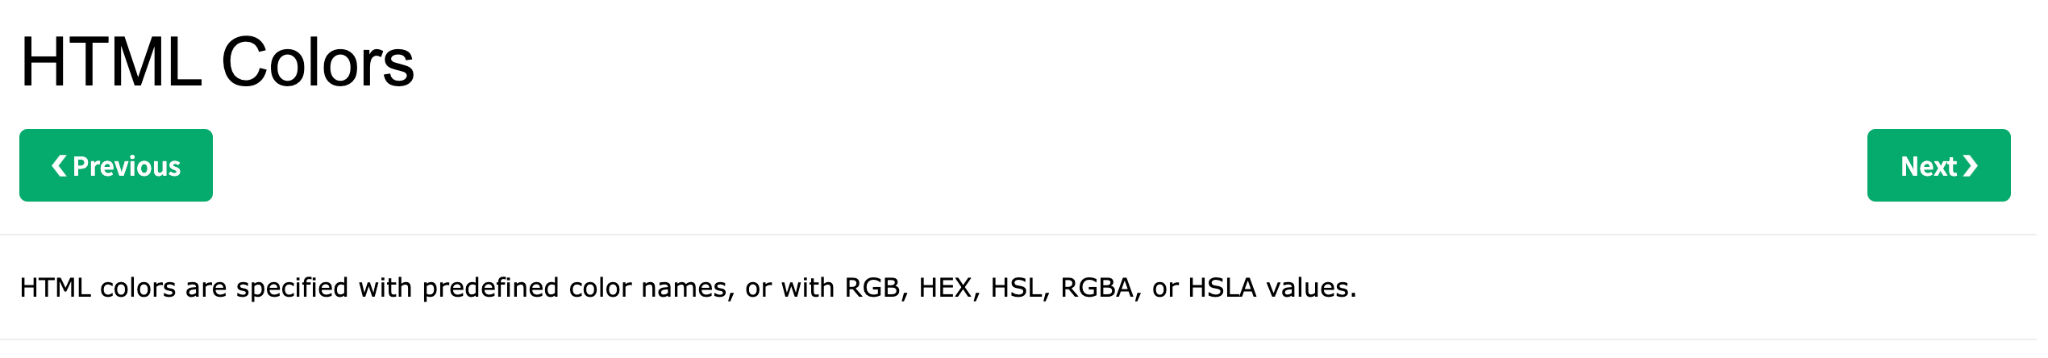 HTML Colors
❮ Previous
Next ❯
HTML colors are specified with predefined color names, or with RGB, HEX, HSL, RGBA, or HSLA values.